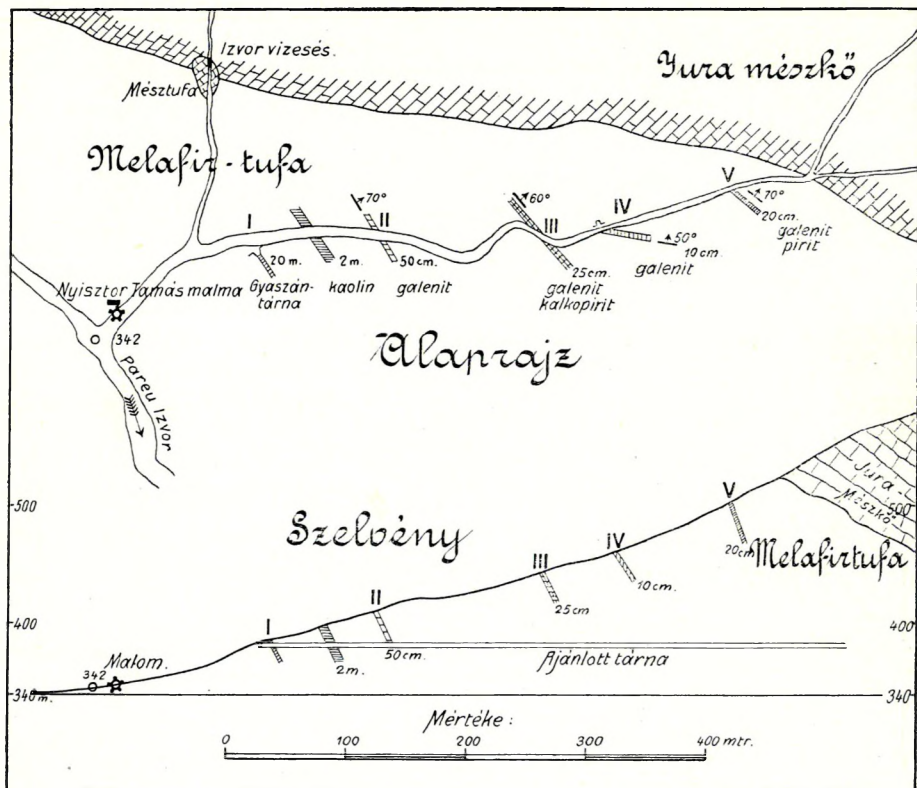 Izvor vizesés.
Mésztufa
Jura mészkő
Melafir-tufa
I
70°
II
60°
III
IV
V
70°
20 cm.
galenit
pirit
50°
10 cm.
galenit
20 m.
Gyaszán-
tárna
2 m.
kaolin
50 cm.
galenit
25 cm.
galenit
kalkopirit
Nyisztor Tamás malma
342
Pareu Izvor
Alaprajz
Szelvény
500
500
400
400
340 m.
340
Jura-
Mészkő
Melafirtufa
V
20 cm.
IV
10 cm.
III
25 cm
II
50 cm.
I
2 m.
Ajánlott tárna
Malom.
342
Mértéke :
0 100 200 300 400 mtr.